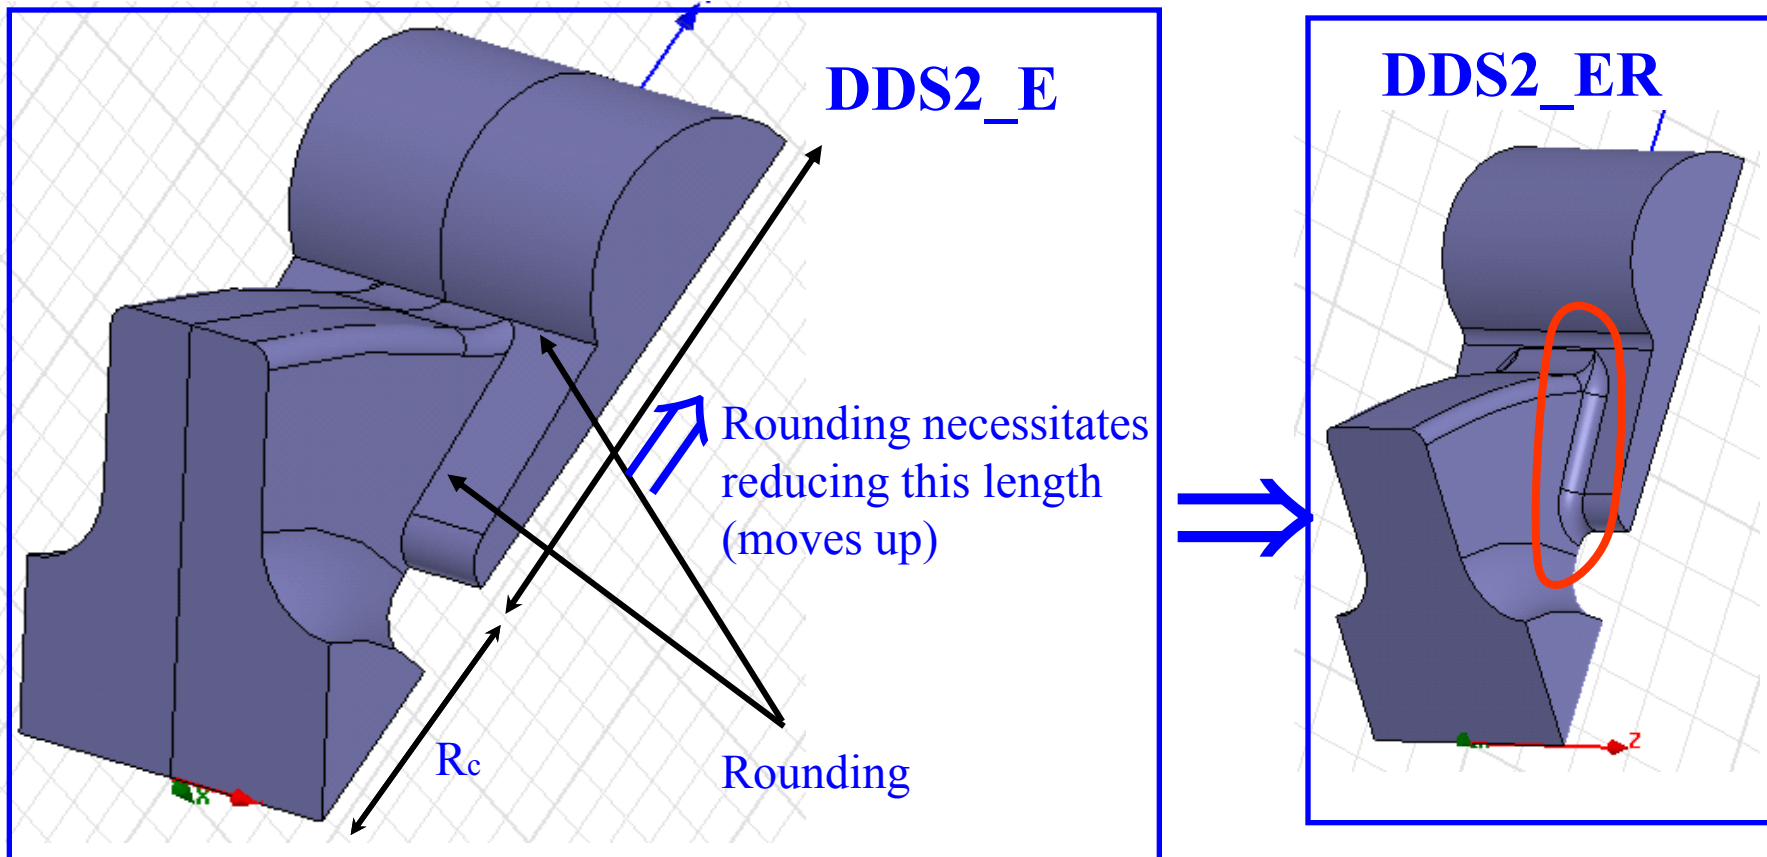 DDS2_E
DDS2_ER
Rounding necessitates
reducing this length
(moves up)
Rc
Rounding
X
Z